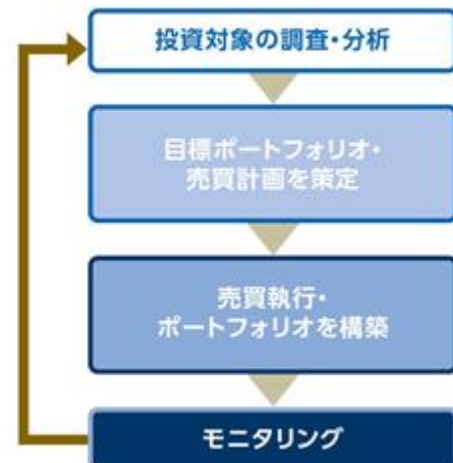 投資対象の調査・分析
目標ポートフォリオ・
売買計画を策定
売買執行・
ポートフォリオを構築
モニタリング